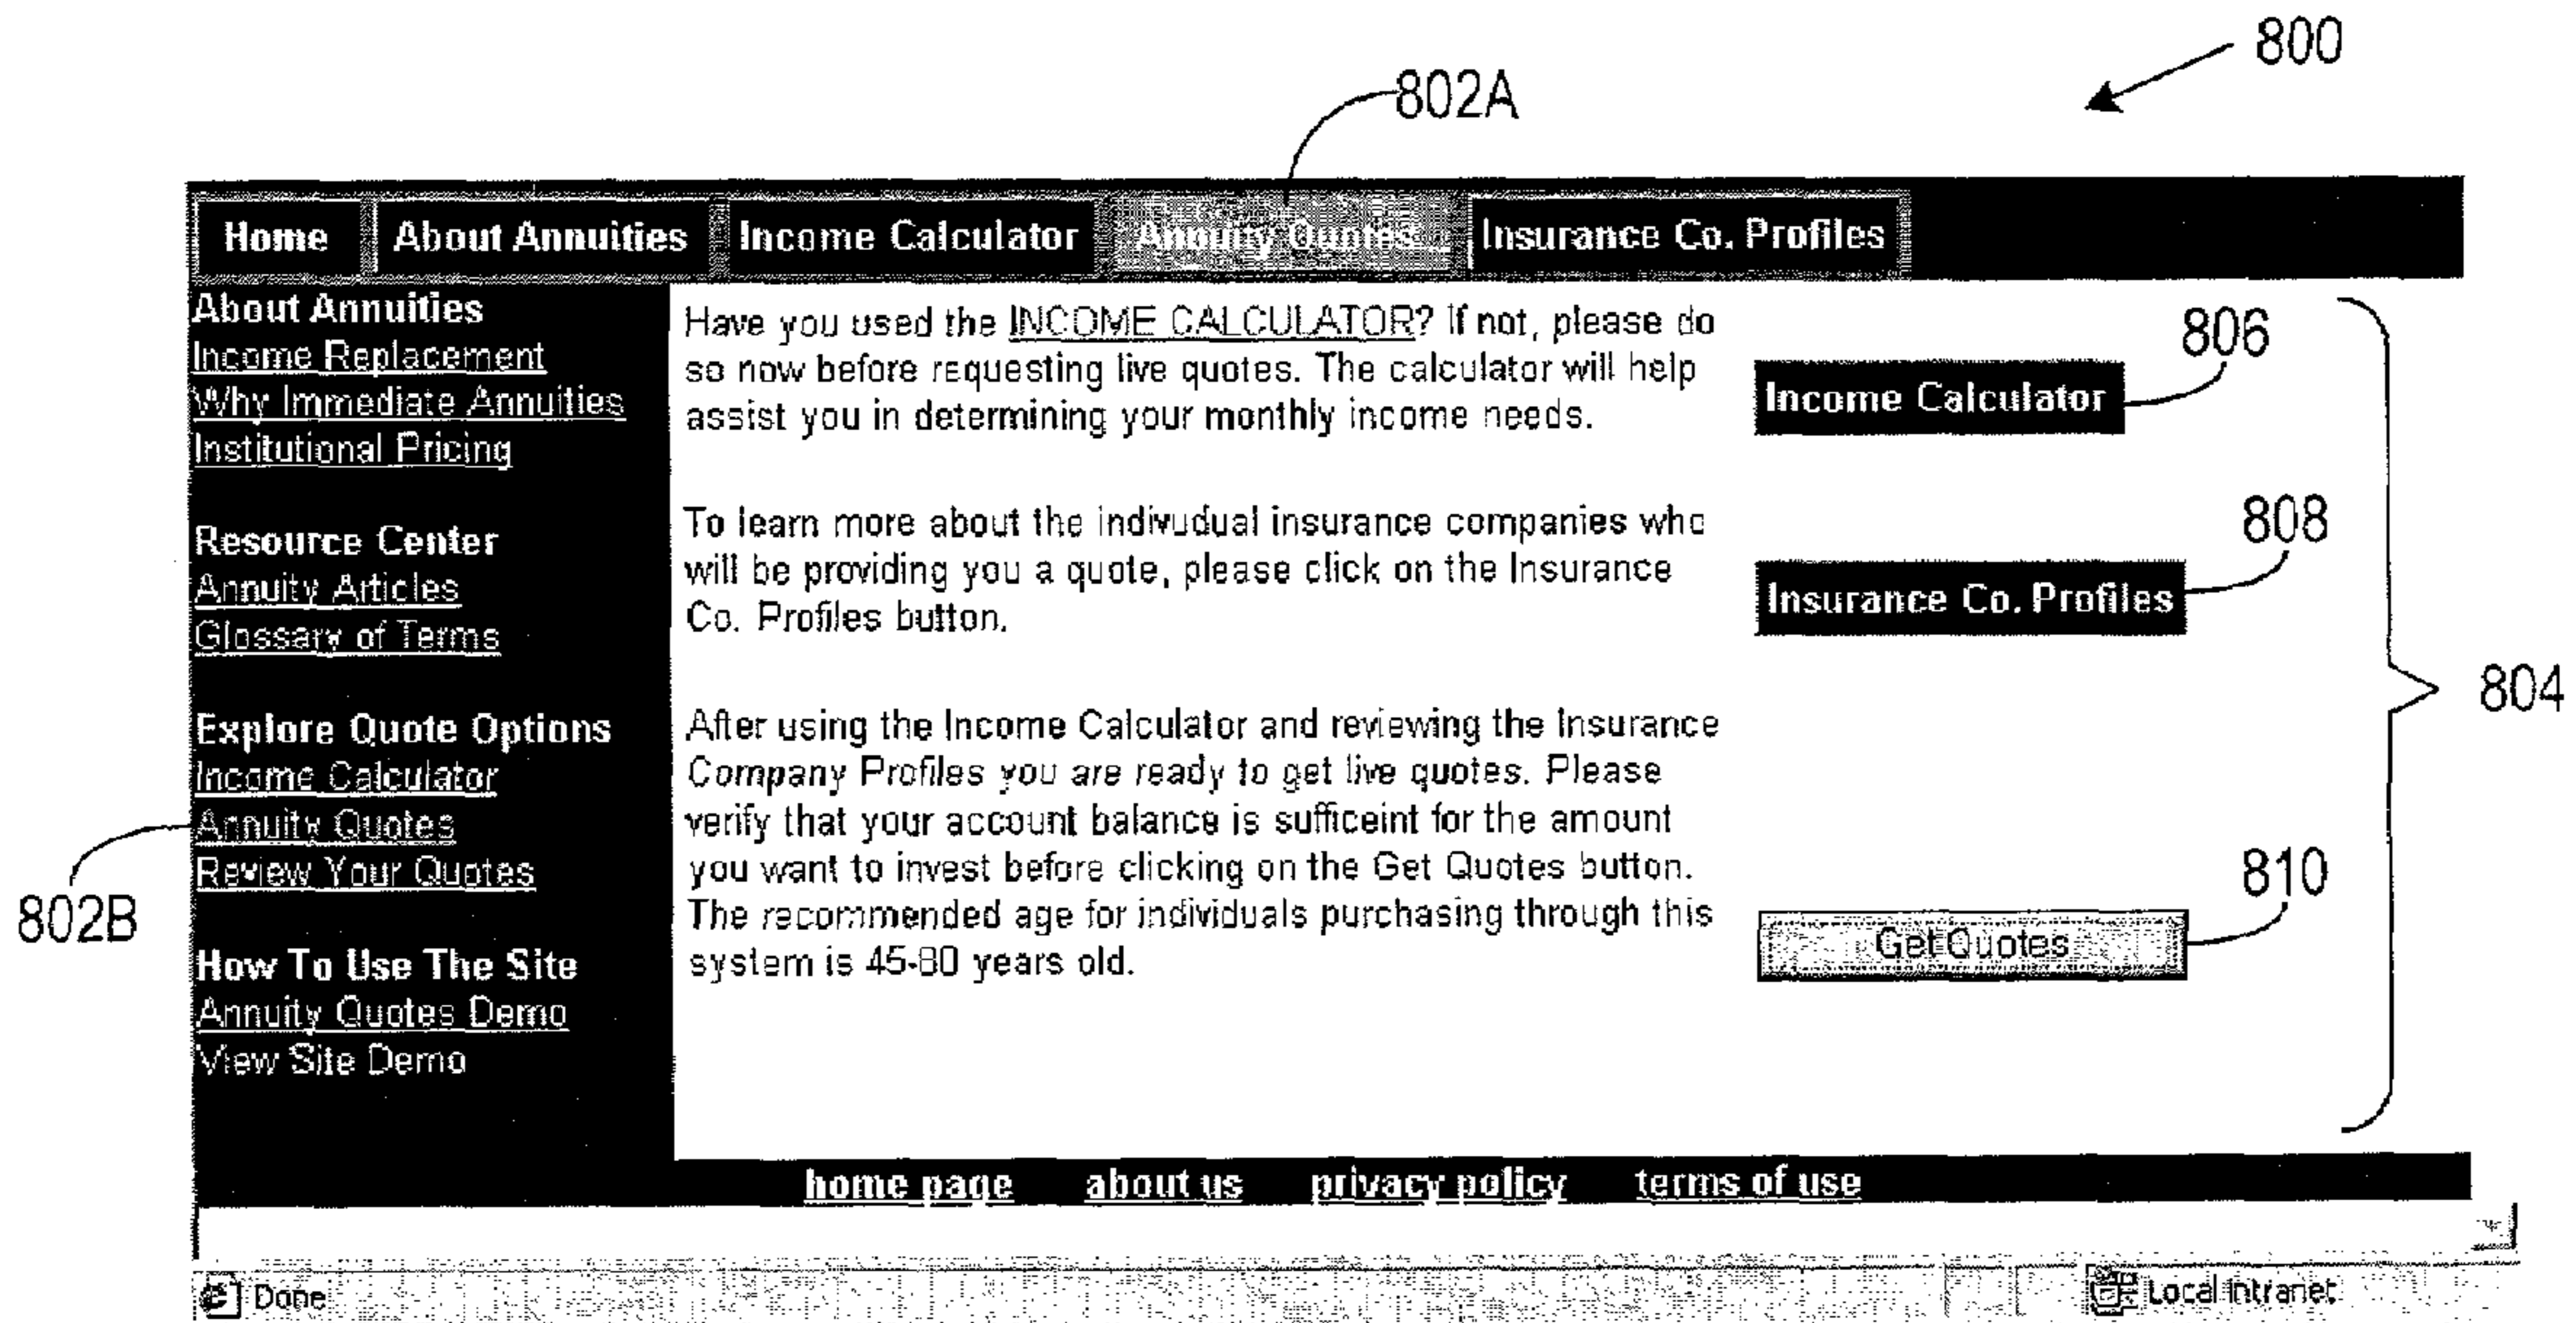 800
802A
Home About Annuities Income Calculator Annuity Quotes Insurance Co. Profiles
About Annuities
Income Replacement
Why Immediate Annuities
Institutional Pricing
Resource Center
Annuity Articles
Glossary of Terms
Explore Quote Options
Income Calculator
Annuity Quotes
Review Your Quotes
802B
How To Use The Site
Annuity Quotes Demo
View Site Demo
Have you used the INCOME CALCULATOR? If not, please do
so now before requesting live quotes. The calculator will help
assist you in determining your monthly income needs.
806
Income Calculator
To learn more about the indivudual insurance companies who
will be providing you a quote, please click on the Insurance
Co. Profiles button.
808
Insurance Co. Profiles
804
After using the Income Calculator and reviewing the Insurance
Company Profiles you are ready to get live quotes. Please
verify that your account balance is sufficeint for the amount
you want to invest before clicking on the Get Quotes button.
The recommended age for individuals purchasing through this
system is 45-80 years old.
810
Get Quotes
home page about us privacy policy terms of use
Done Local intranet